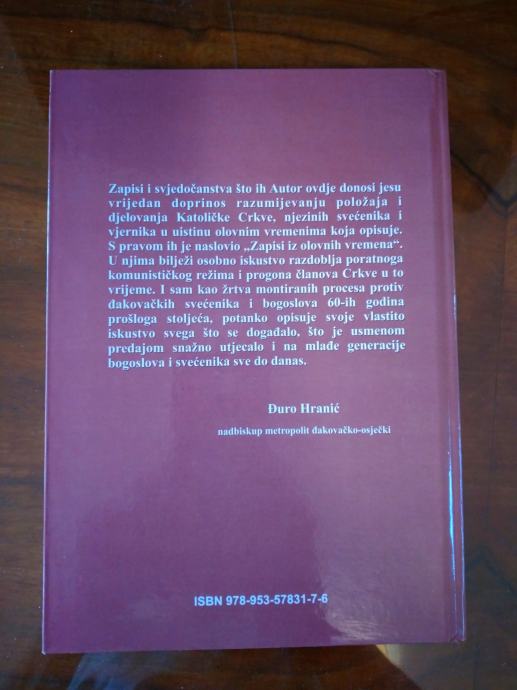 Zapisi i svjedočanstva što ih Autor ovdje donosi jesu
vrijedan doprinos razumijevanju položaja i
djelovanja Katoličke Crkve, njezinih svećenika i
vjernika u uistinu olovnim vremenima koja opisuje.
S pravom ih je naslovio „Zapisi iz olovnih vremena“.
U njima bilježi osobno iskustvo razdoblja poratnoga
komunističkog režima i progona članova Crkve u to
vrijeme. I sam kao žrtva montiranih procesa protiv
đakovačkih svećenika i bogoslova 60-ih godina
prošloga stoljeća, potanko opisuje svoje vlastito
iskustvo svega što se događalo, što je usmenom
predajom snažno utjecalo i na mlađe generacije
bogoslova i svećenika sve do danas.
Đuro Hranić
nadbiskup metropolit đakovačko-osječki
ISBN 978-953-57831-7-6